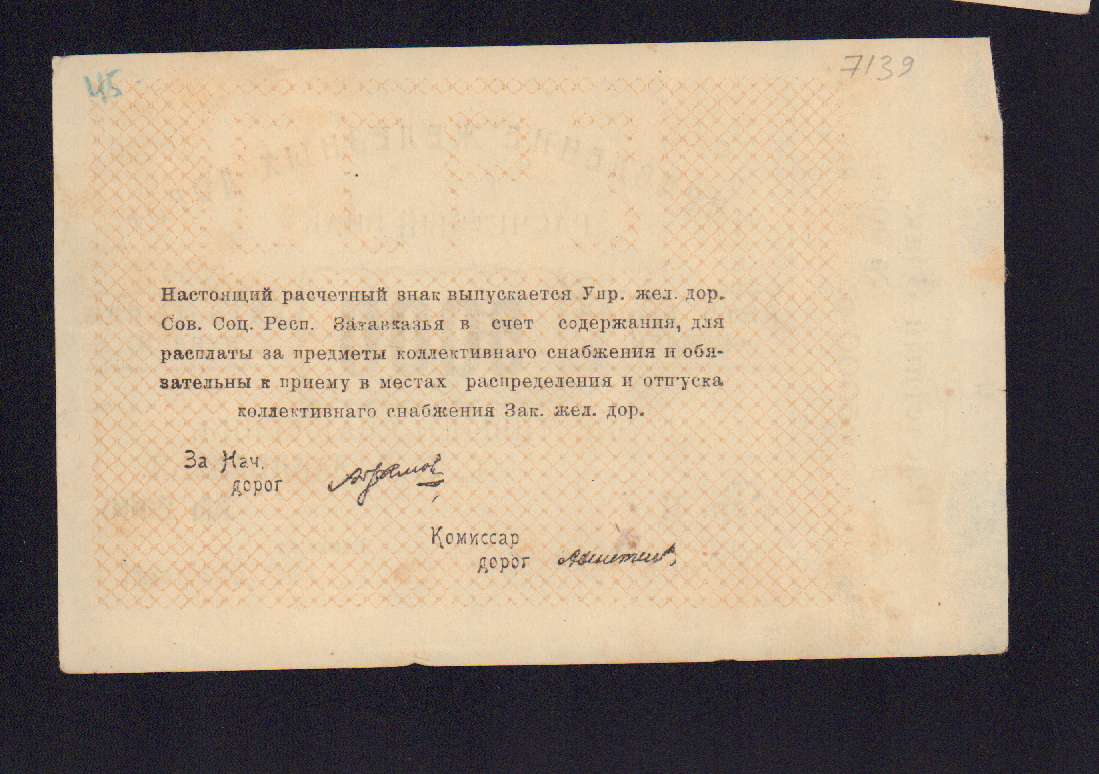 45
7139
Настоящий расчетный знак выпускается Упр. жел. дор.
Сов. Соц. Респ. Закавказья в счет содержания, для
расплаты за предметы коллективнаго снабжения и обя-
зательны к приему в местах распределения и отпуска
коллективнаго снабжения Зак. жел. дор.
За Нач.
дорог
Комиссар
дорог